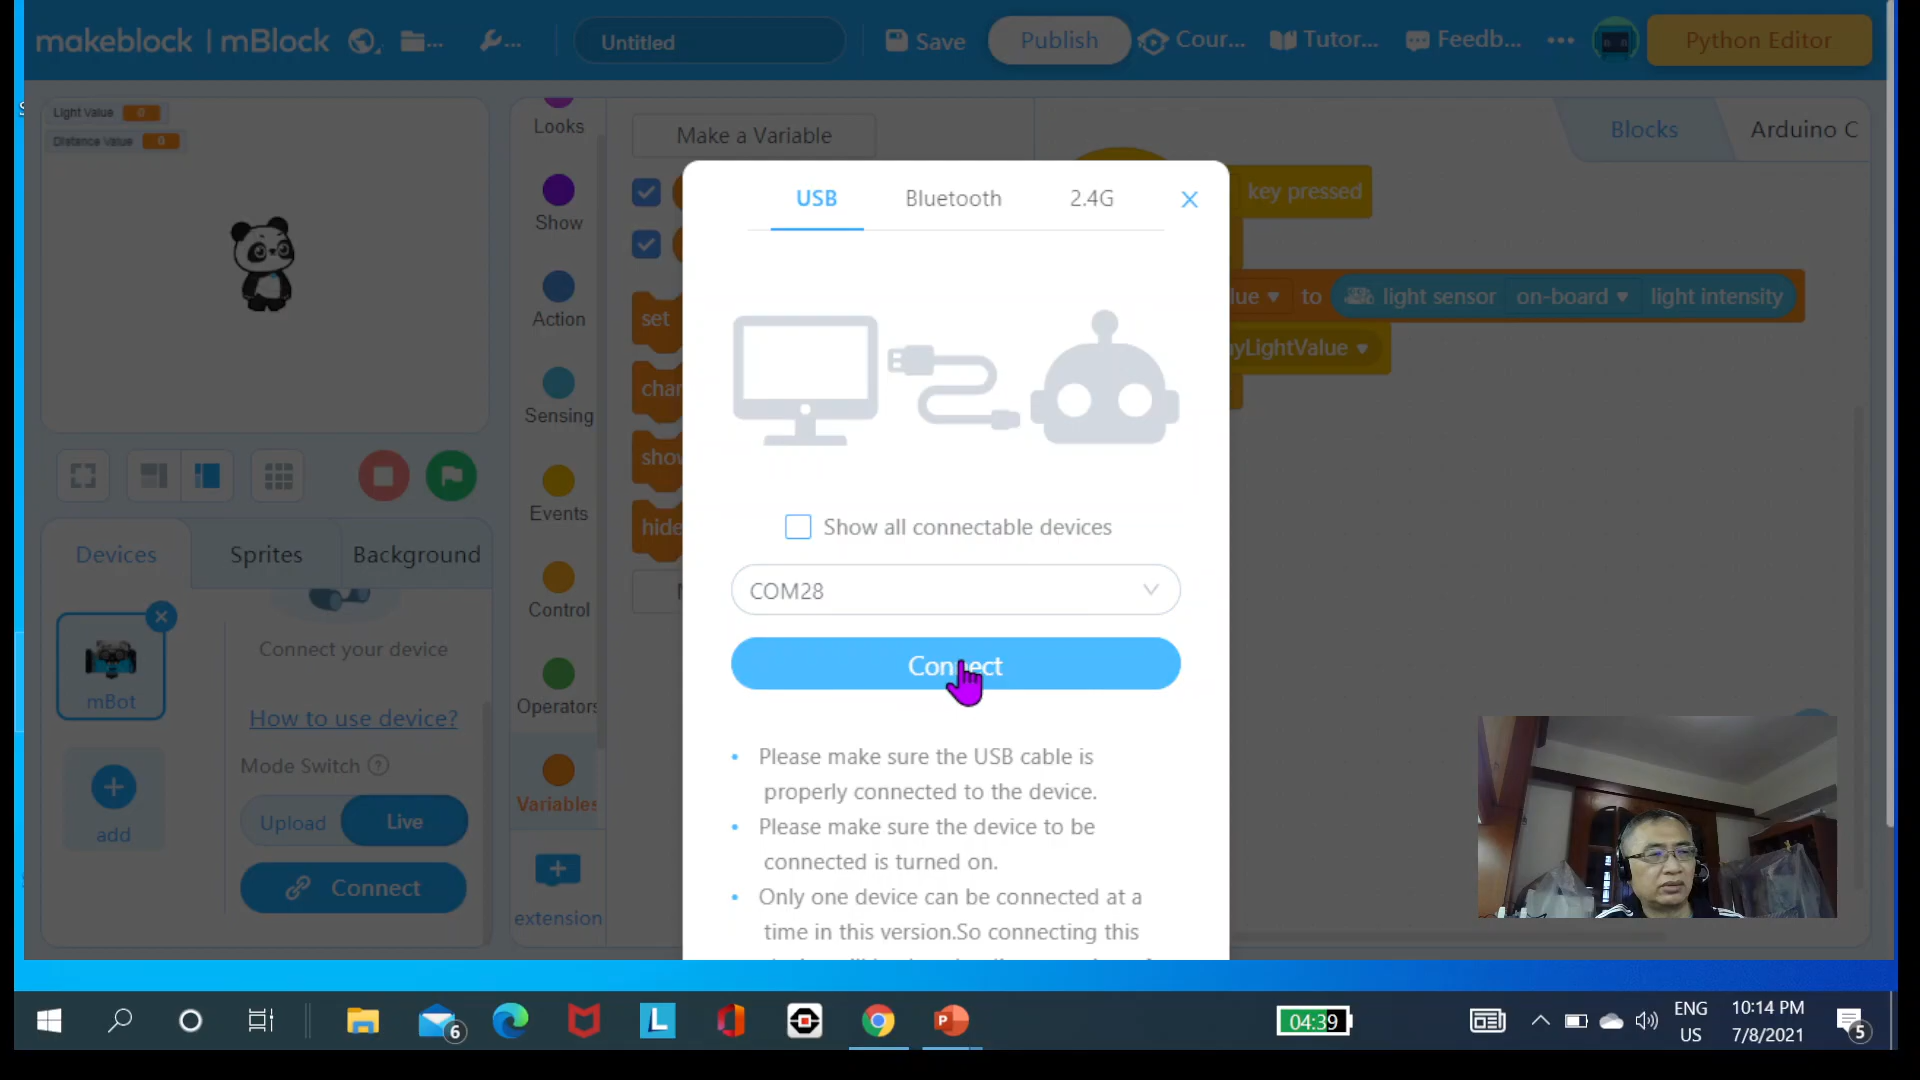 makeblock | mBlock
...
...
Untitled
Save
Publish
Cour...
Tutor...
Feedb...
Python Editor
Light Value 0
Distance Value 0
Looks
Show
Action
Sensing
Events
Control
Operators
Variables
extension
Make a Variable
set
show
hide
Blocks
Arduino C
key pressed
to
light sensor on-board light intensity
yLightValue
USB
Bluetooth
2.4G
Show all connectable devices
COM28
Connect
Please make sure the USB cable is
properly connected to the device.
Please make sure the device to be
connected is turned on.
Only one device can be connected at a
time in this version.So connecting this
Devices
Sprites
Background
mBot
add
Connect your device
How to use device?
Mode Switch ?
Upload
Live
Connect
6
L
P
04:39
ENG
US
10:14 PM
7/8/2021
5